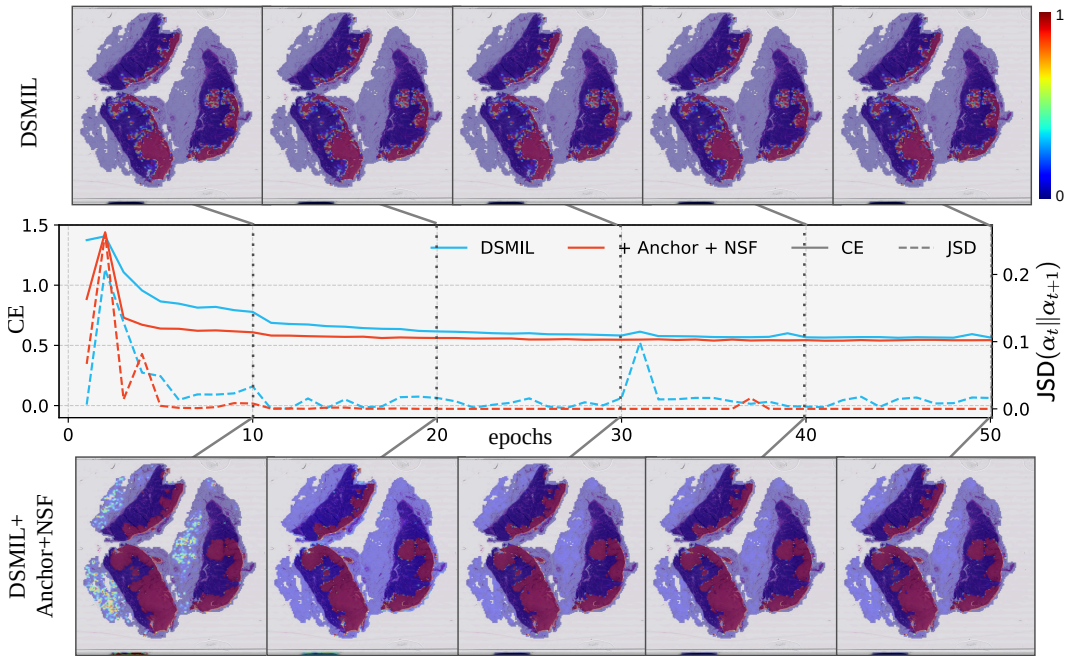 DSMIL
1
0
1.5
1.0
0.5
0.0
CE
DSMIL
+ Anchor + NSF
CE
JSD
0.2
0.1
0.0
JSD(α_t||α_{t+1})
0
10
20
30
40
50
epochs
DSMIL+
Anchor+NSF